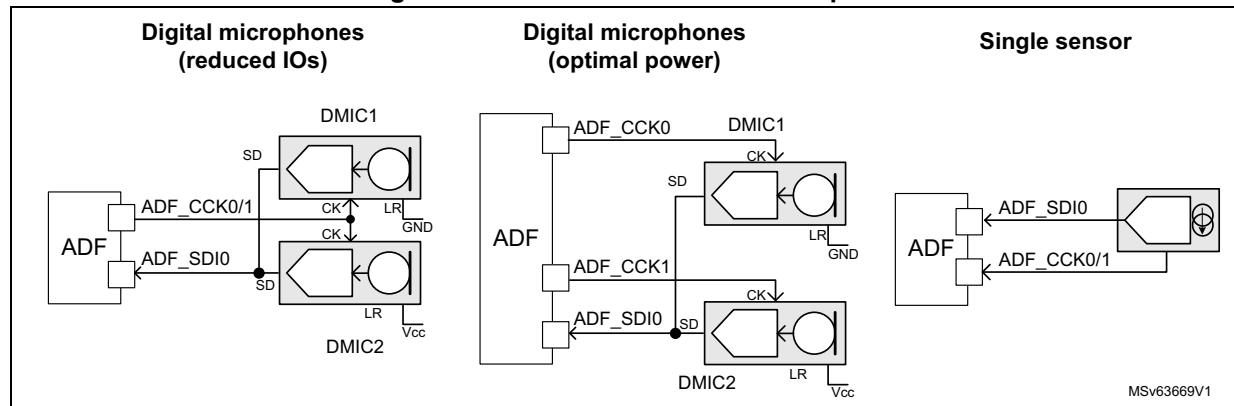 Digital microphones
(reduced IOs)
DMIC1
SD
ADF
ADF_CCK0/1
CK
LR
GND
CK
ADF_SDI0
SD
LR
Vcc
DMIC2
Digital microphones
(optimal power)
ADF_CCK0
DMIC1
CK
SD
LR
GND
ADF
ADF_CCK1
CK
ADF_SDI0
SD
LR
Vcc
DMIC2
Single sensor
ADF_SDI0
ADF
ADF_CCK0/1
MSv63669V1